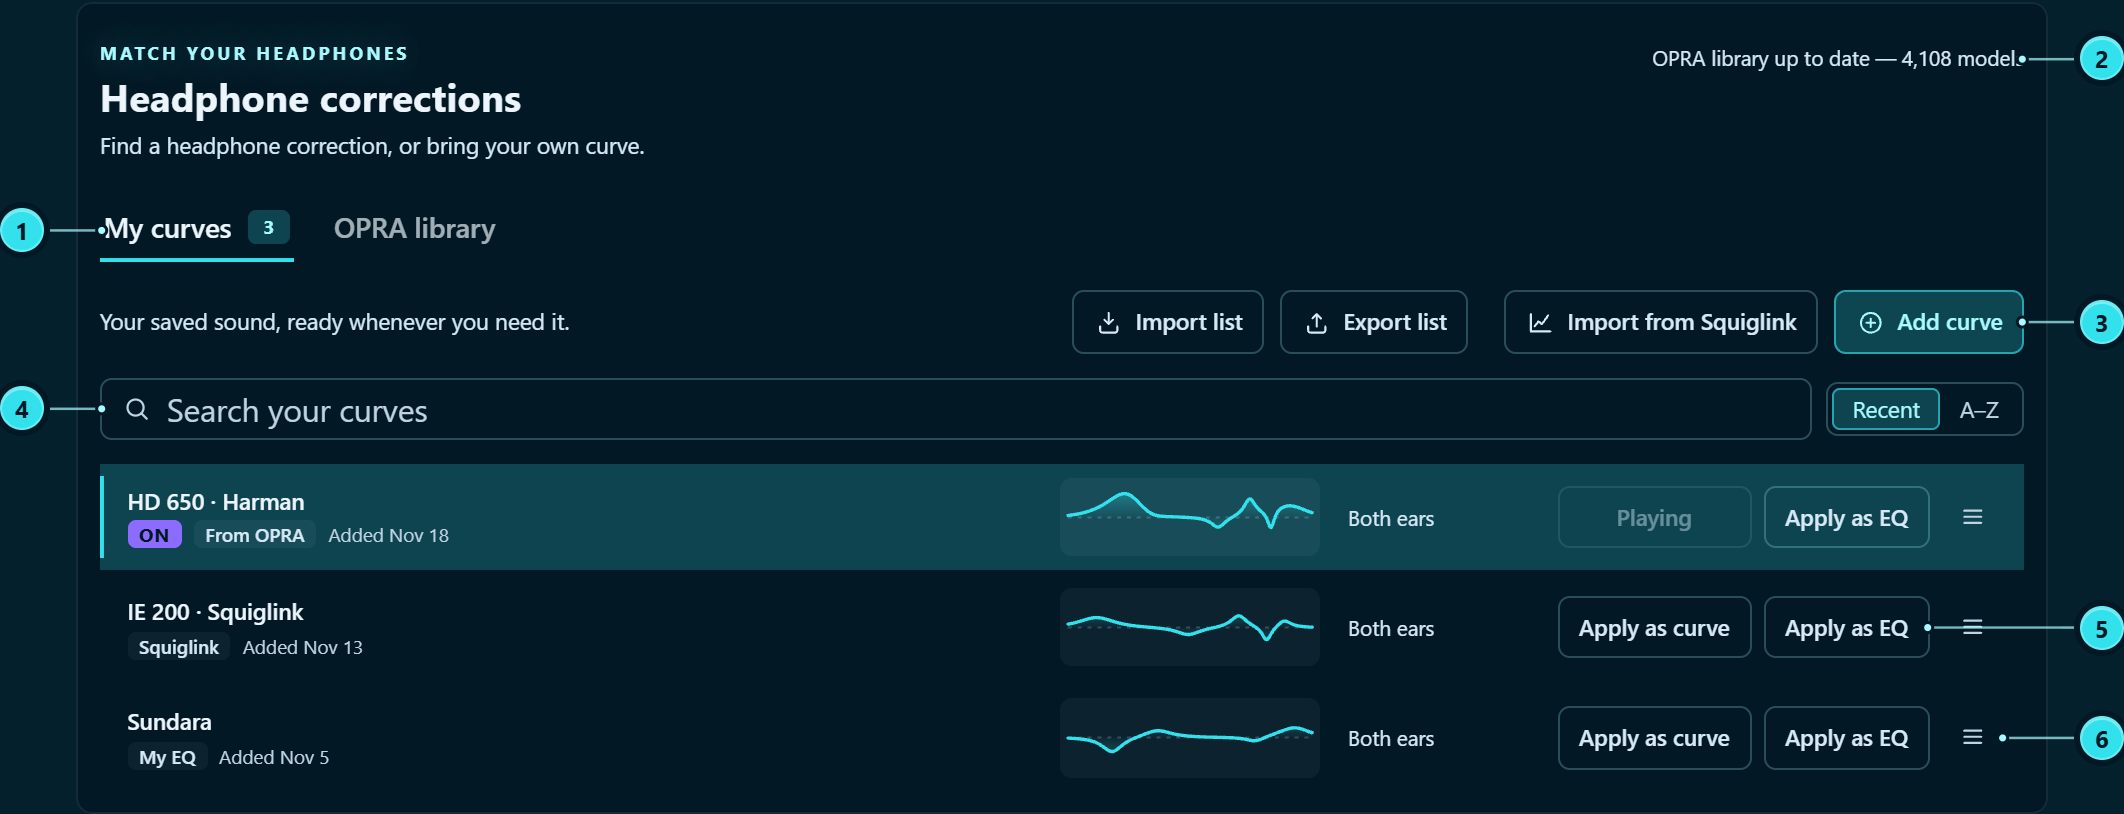 MATCH YOUR HEADPHONES
OPRA library up to date — 4,108 models
2
Headphone corrections
Find a headphone correction, or bring your own curve.
1
My curves 3 OPRA library
Your saved sound, ready whenever you need it.
Import list Export list Import from Squiglink Add curve
3
4
Search your curves
Recent A–Z
HD 650 · Harman
ON From OPRA Added Nov 18
Both ears
Playing Apply as EQ
IE 200 · Squiglink
Squiglink Added Nov 13
Both ears
Apply as curve Apply as EQ
5
Sundara
My EQ Added Nov 5
Both ears
Apply as curve Apply as EQ
6